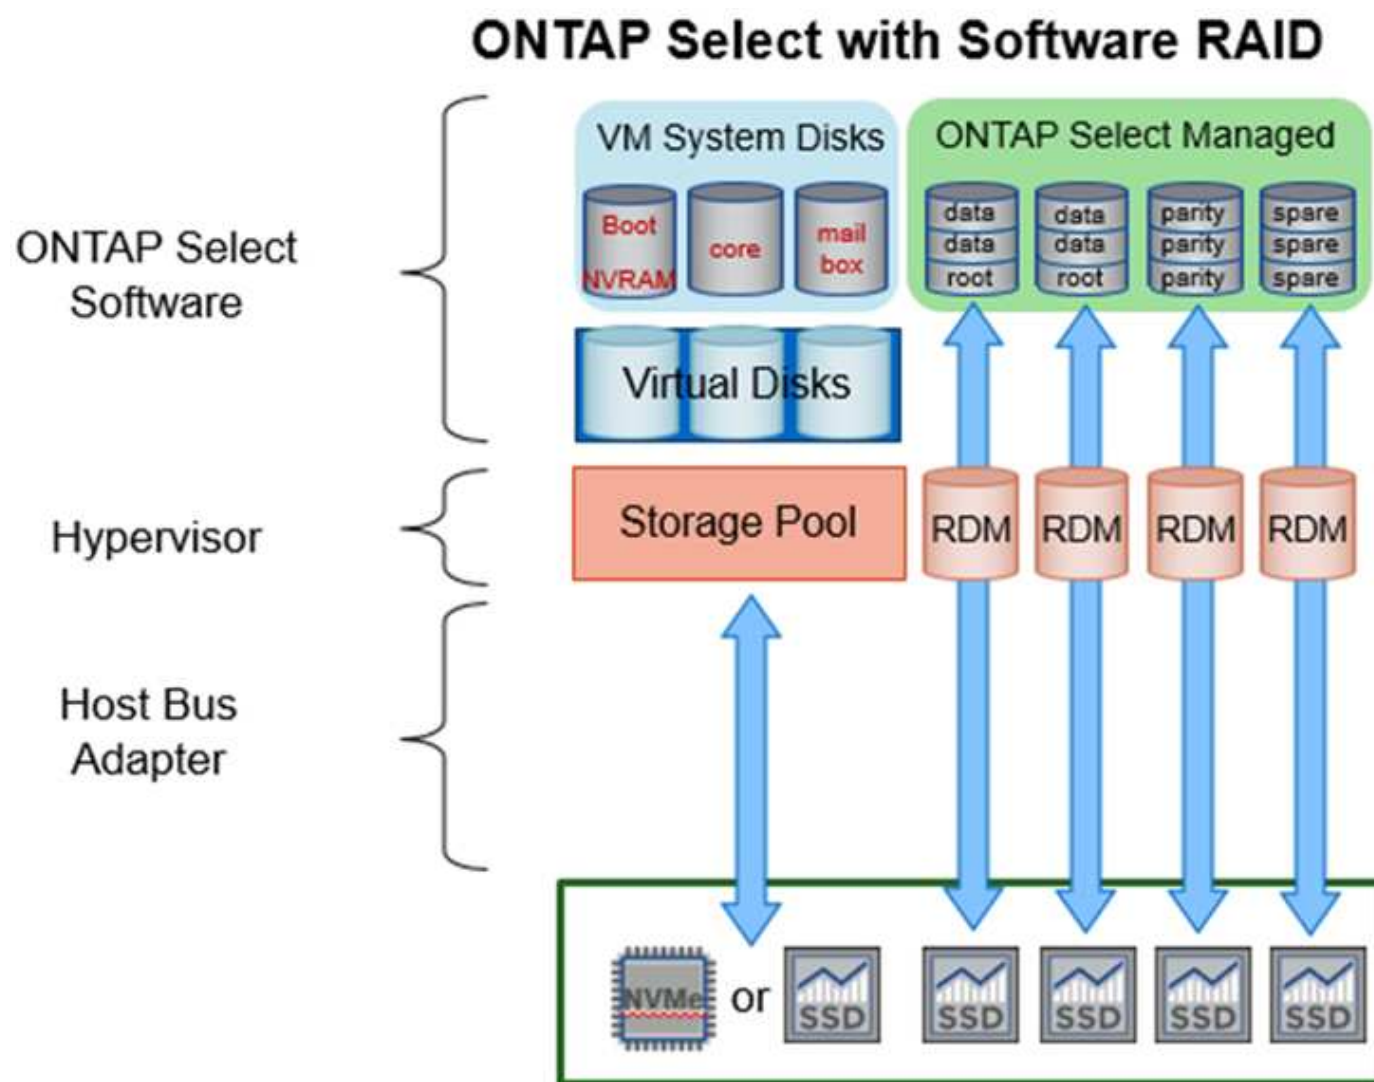 ONTAP Select with Software RAID
VM System Disks
ONTAP Select Managed
Boot
NVRAM
core
mail
box
data
data
root
data
data
root
parity
parity
parity
spare
spare
spare
ONTAP Select
Software
Virtual Disks
Hypervisor
Storage Pool
RDM
RDM
RDM
RDM
Host Bus
Adapter
NVMe
or
SSD
SSD
SSD
SSD
SSD